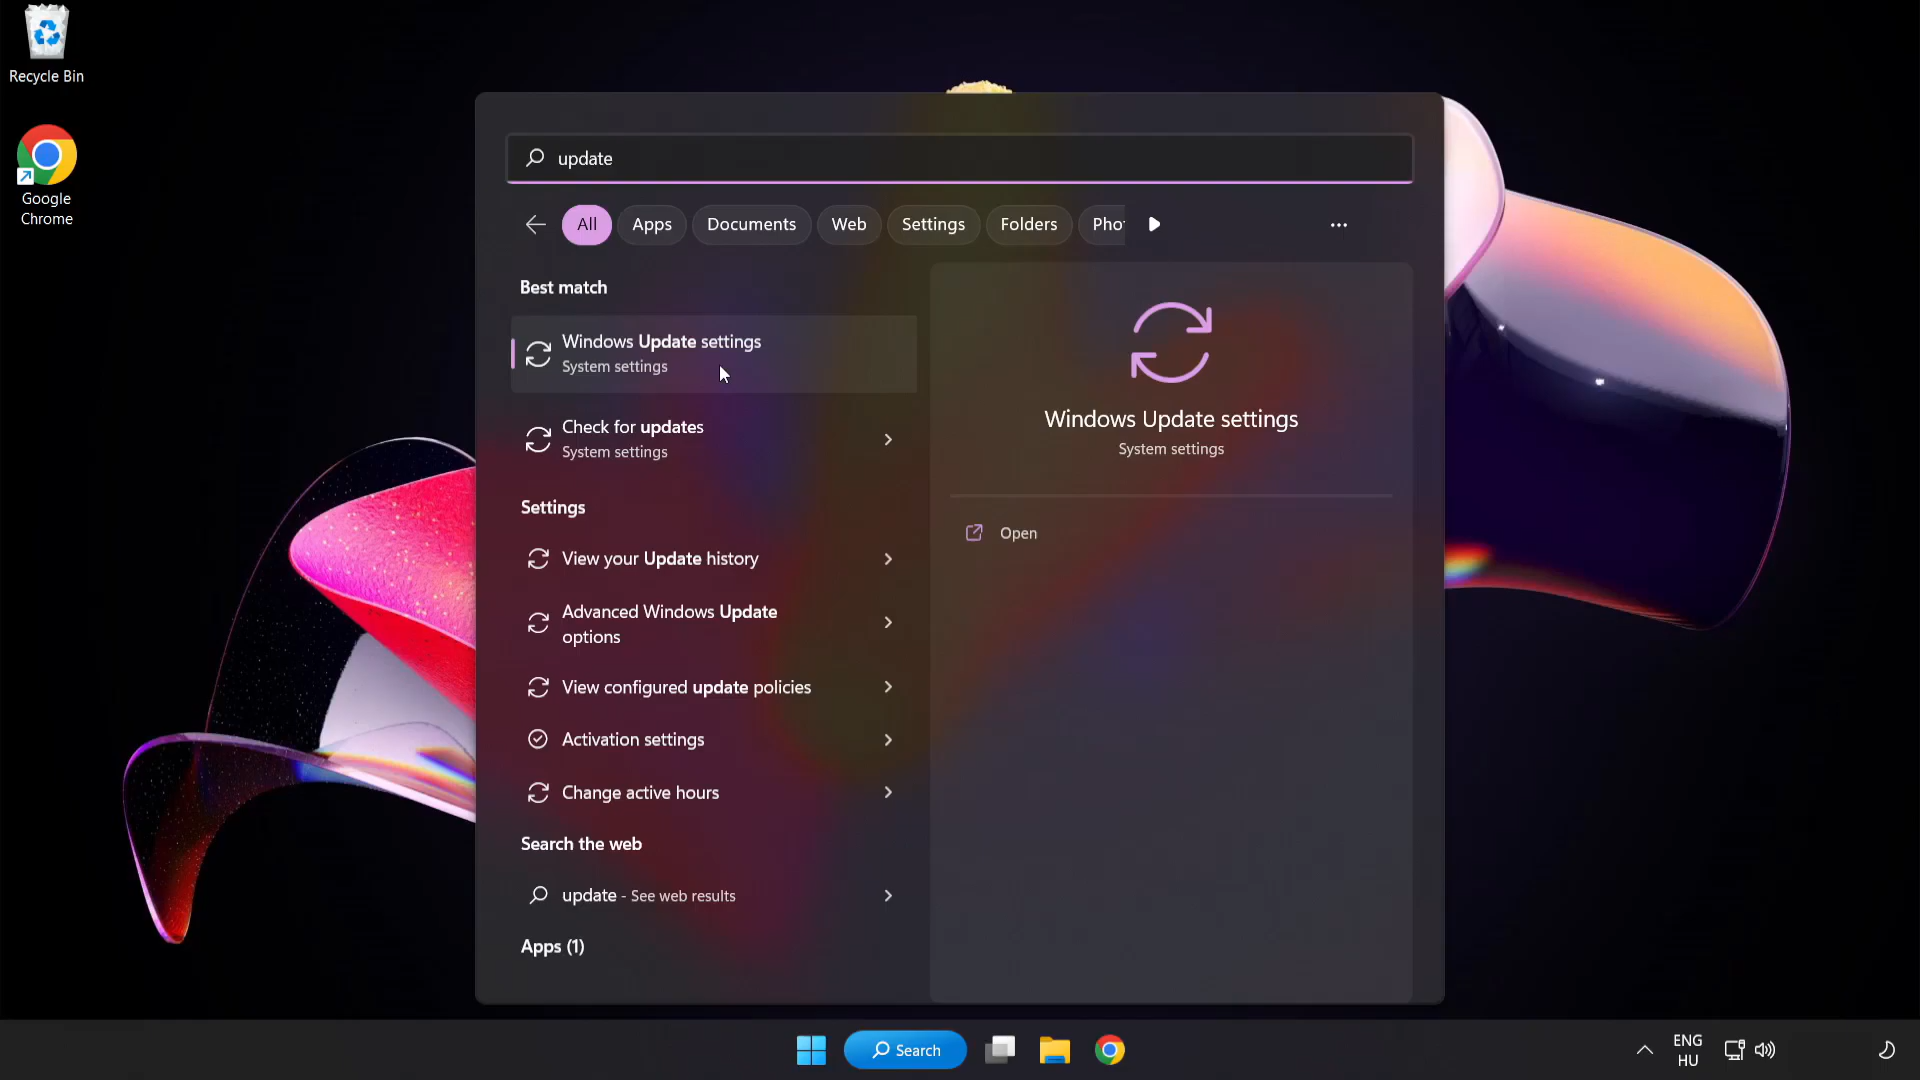 Recycle Bin
Google
Chrome
update
All
Apps
Documents
Web
Settings
Folders
Pho
Best match
Windows Update settings
System settings
Check for updates
System settings
Settings
View your Update history
Advanced Windows Update
options
View configured update policies
Activation settings
Change active hours
Search the web
update - See web results
Apps (1)
Windows Update settings
System settings
Open
Search
ENG
HU